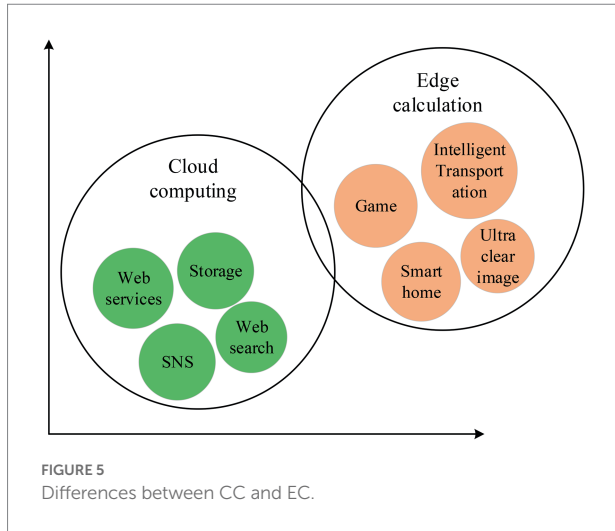 Edge
calculation
Intelligent
Transport
ation
Game
Ultra
clear
image
Smart
home
Cloud
computing
Storage
Web
services
Web
search
SNS
FIGURE 5
Differences between CC and EC.